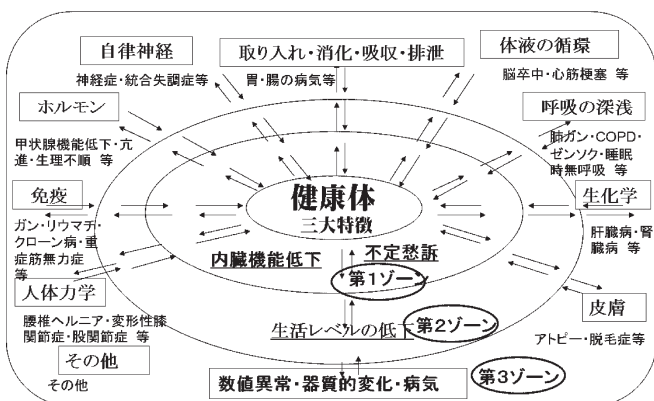 自律神経
神経症・統合失調症等
取り入れ・消化・吸収・排泄
胃・腸の病気等
体液の循環
脳卒中・心筋梗塞 等
ホルモン
甲状腺機能低下・亢
進・生理不順 等
呼吸の深浅
肺ガン・COPD・
ゼンソク・睡眠
時無呼吸 等
免疫
ガン・リウマチ・
クローン病・重
症筋無力症
等
健康体
三大特徴
生化学
肝臓病・腎
臓病 等
内臓機能低下
不定愁訴
第1ゾーン
人体力学
腰椎ヘルニア・変形性膝
関節症・股関節症 等
生活レベルの低下
第2ゾーン
皮膚
アトピー・脱毛症等
その他
その他
数値異常・器質的変化・病気
第3ゾーン